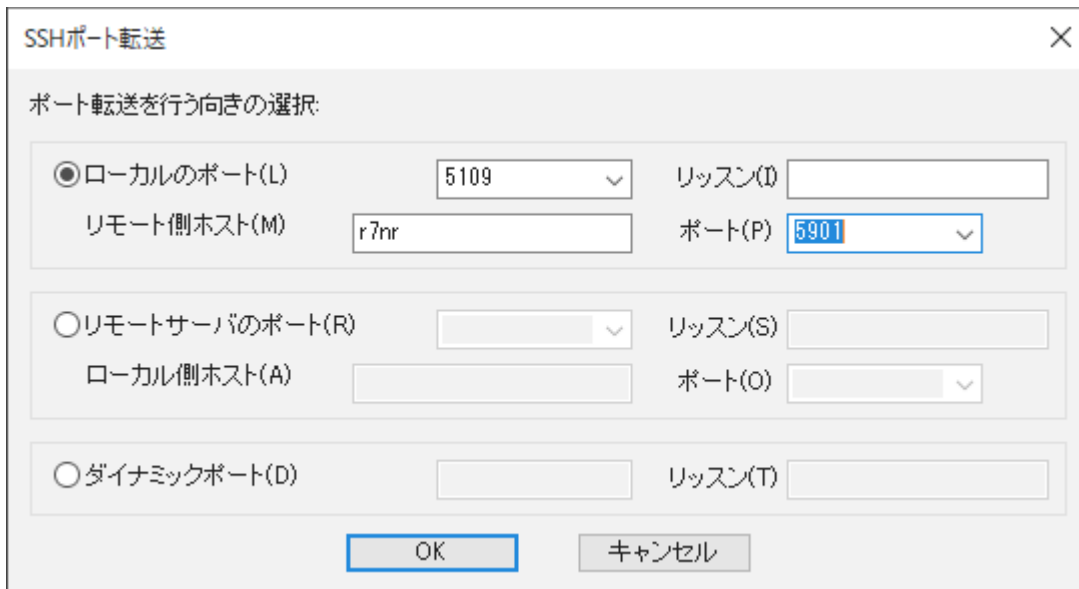 SSHポート転送
ポート転送を行う向きの選択:
ローカルのポート(L) 5109 リッスン(I)
リモート側ホスト(M) r7nr ポート(P) 5901
リモートサーバのポート(R) リッスン(S)
ローカル側ホスト(A) ポート(O)
ダイナミックポート(D) リッスン(T)
OK キャンセル